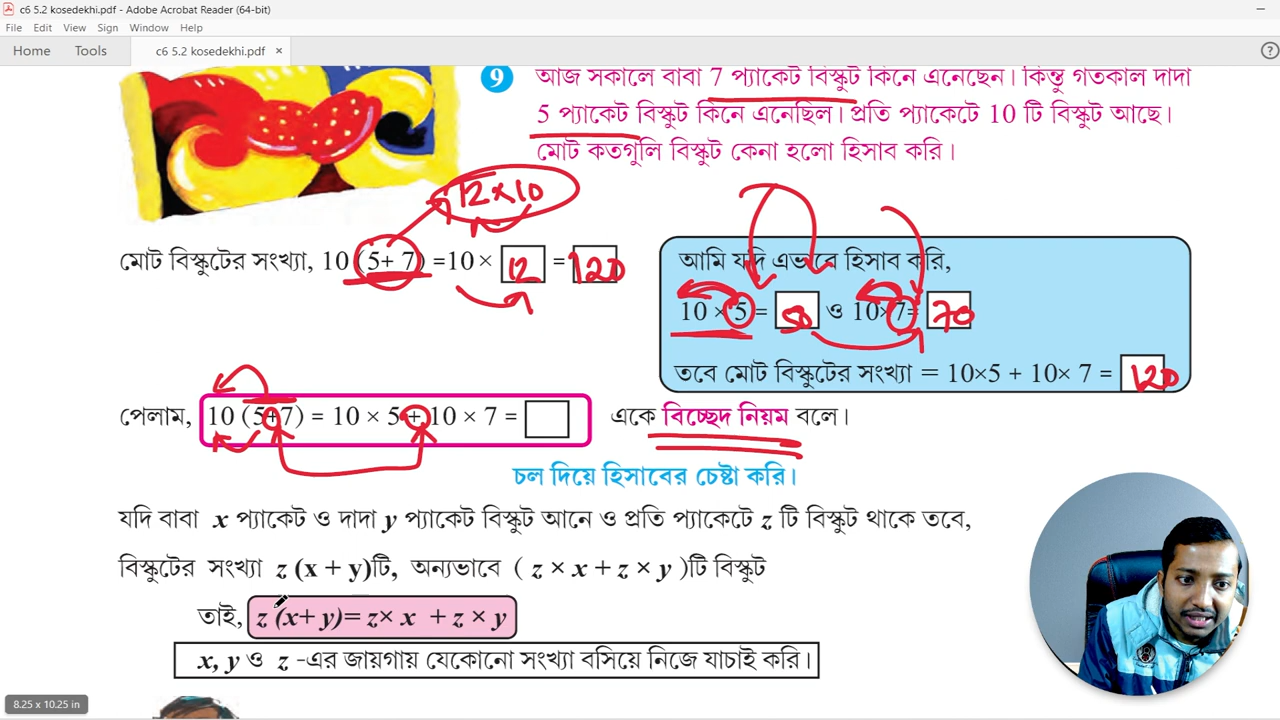 c6 5.2 kosedekhi.pdf - Adobe Acrobat Reader (64-bit)
File Edit View Sign Window Help
Home Tools c6 5.2 kosedekhi.pdf ×
9 আজ সকালে বাবা 7 প্যাকেট বিস্কুট কিনে এনেছেন। কিন্তু গতকাল দাদা
5 প্যাকেট বিস্কুট কিনে এনেছিল। প্রতি প্যাকেটে 10 টি বিস্কুট আছে।
মোট কতগুলি বিস্কুট কেনা হলো হিসাব করি।
12×10
মোট বিস্কুটের সংখ্যা, 10 (5+ 7) =10 × 12 = 120
আমি যদি এভাবে হিসাব করি,
10 × 5 = 50 ও 10×7= 70
তবে মোট বিস্কুটের সংখ্যা = 10×5 + 10× 7 = 120
পেলাম, 10 (5+7) = 10 × 5 + 10 × 7 = একে বিচ্ছেদ নিয়ম বলে।
চল দিয়ে হিসাবের চেষ্টা করি।
যদি বাবা x প্যাকেট ও দাদা y প্যাকেট বিস্কুট আনে ও প্রতি প্যাকেটে z টি বিস্কুট থাকে তবে,
বিস্কুটের সংখ্যা z (x + y)টি, অন্যভাবে ( z × x + z × y )টি বিস্কুট
তাই, z (x+ y)= z× x + z × y
x, y ও z -এর জায়গায় যেকোনো সংখ্যা বসিয়ে নিজে যাচাই করি।
8.25 x 10.25 in